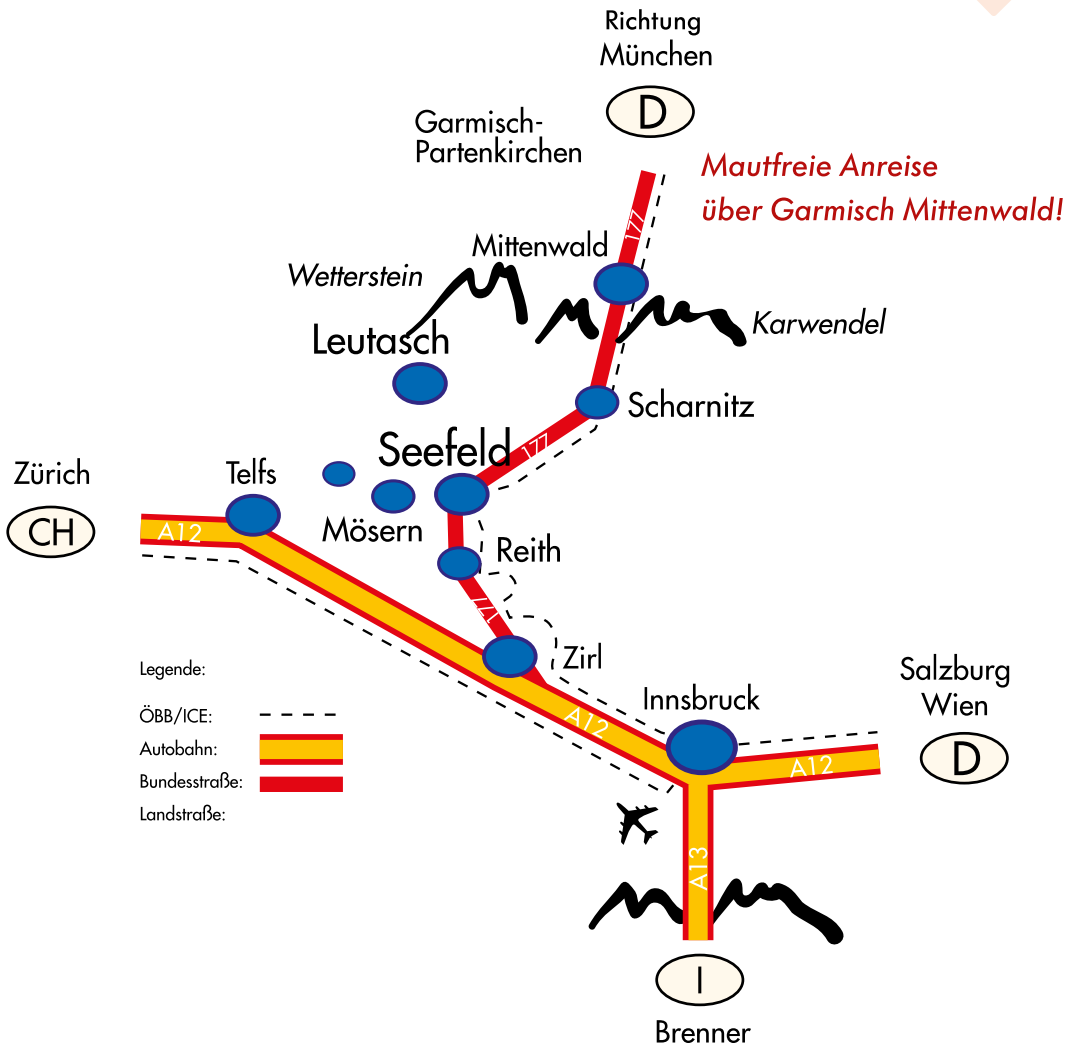 Richtung
München
D
Garmisch-
Partenkirchen
Mautfreie Anreise
über Garmisch Mittenwald!
177
Mittenwald
Wetterstein
Karwendel
Leutasch
Scharnitz
Seefeld
177
Zürich
CH
Telfs
A12
Mösern
Reith
177
Zirl
Innsbruck
A12
Salzburg
Wien
D
A12
Legende:
ÖBB/ICE:
Autobahn:
Bundesstraße:
Landstraße:
A13
I
Brenner